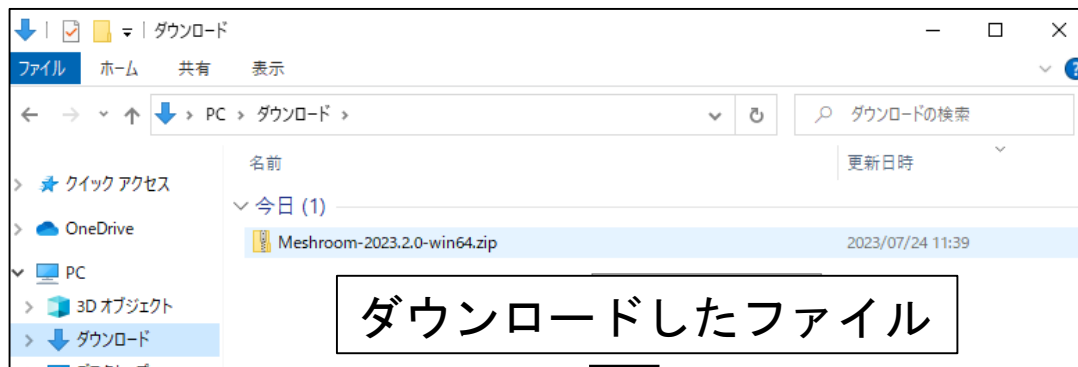 ダウンロード
ファイル ホーム 共有 表示
PC › ダウンロード › ダウンロードの検索
名前 更新日時
クイック アクセス
今日 (1)
OneDrive
Meshroom-2023.2.0-win64.zip 2023/07/24 11:39
PC
3D オブジェクト
ダウンロードしたファイル
ダウンロード